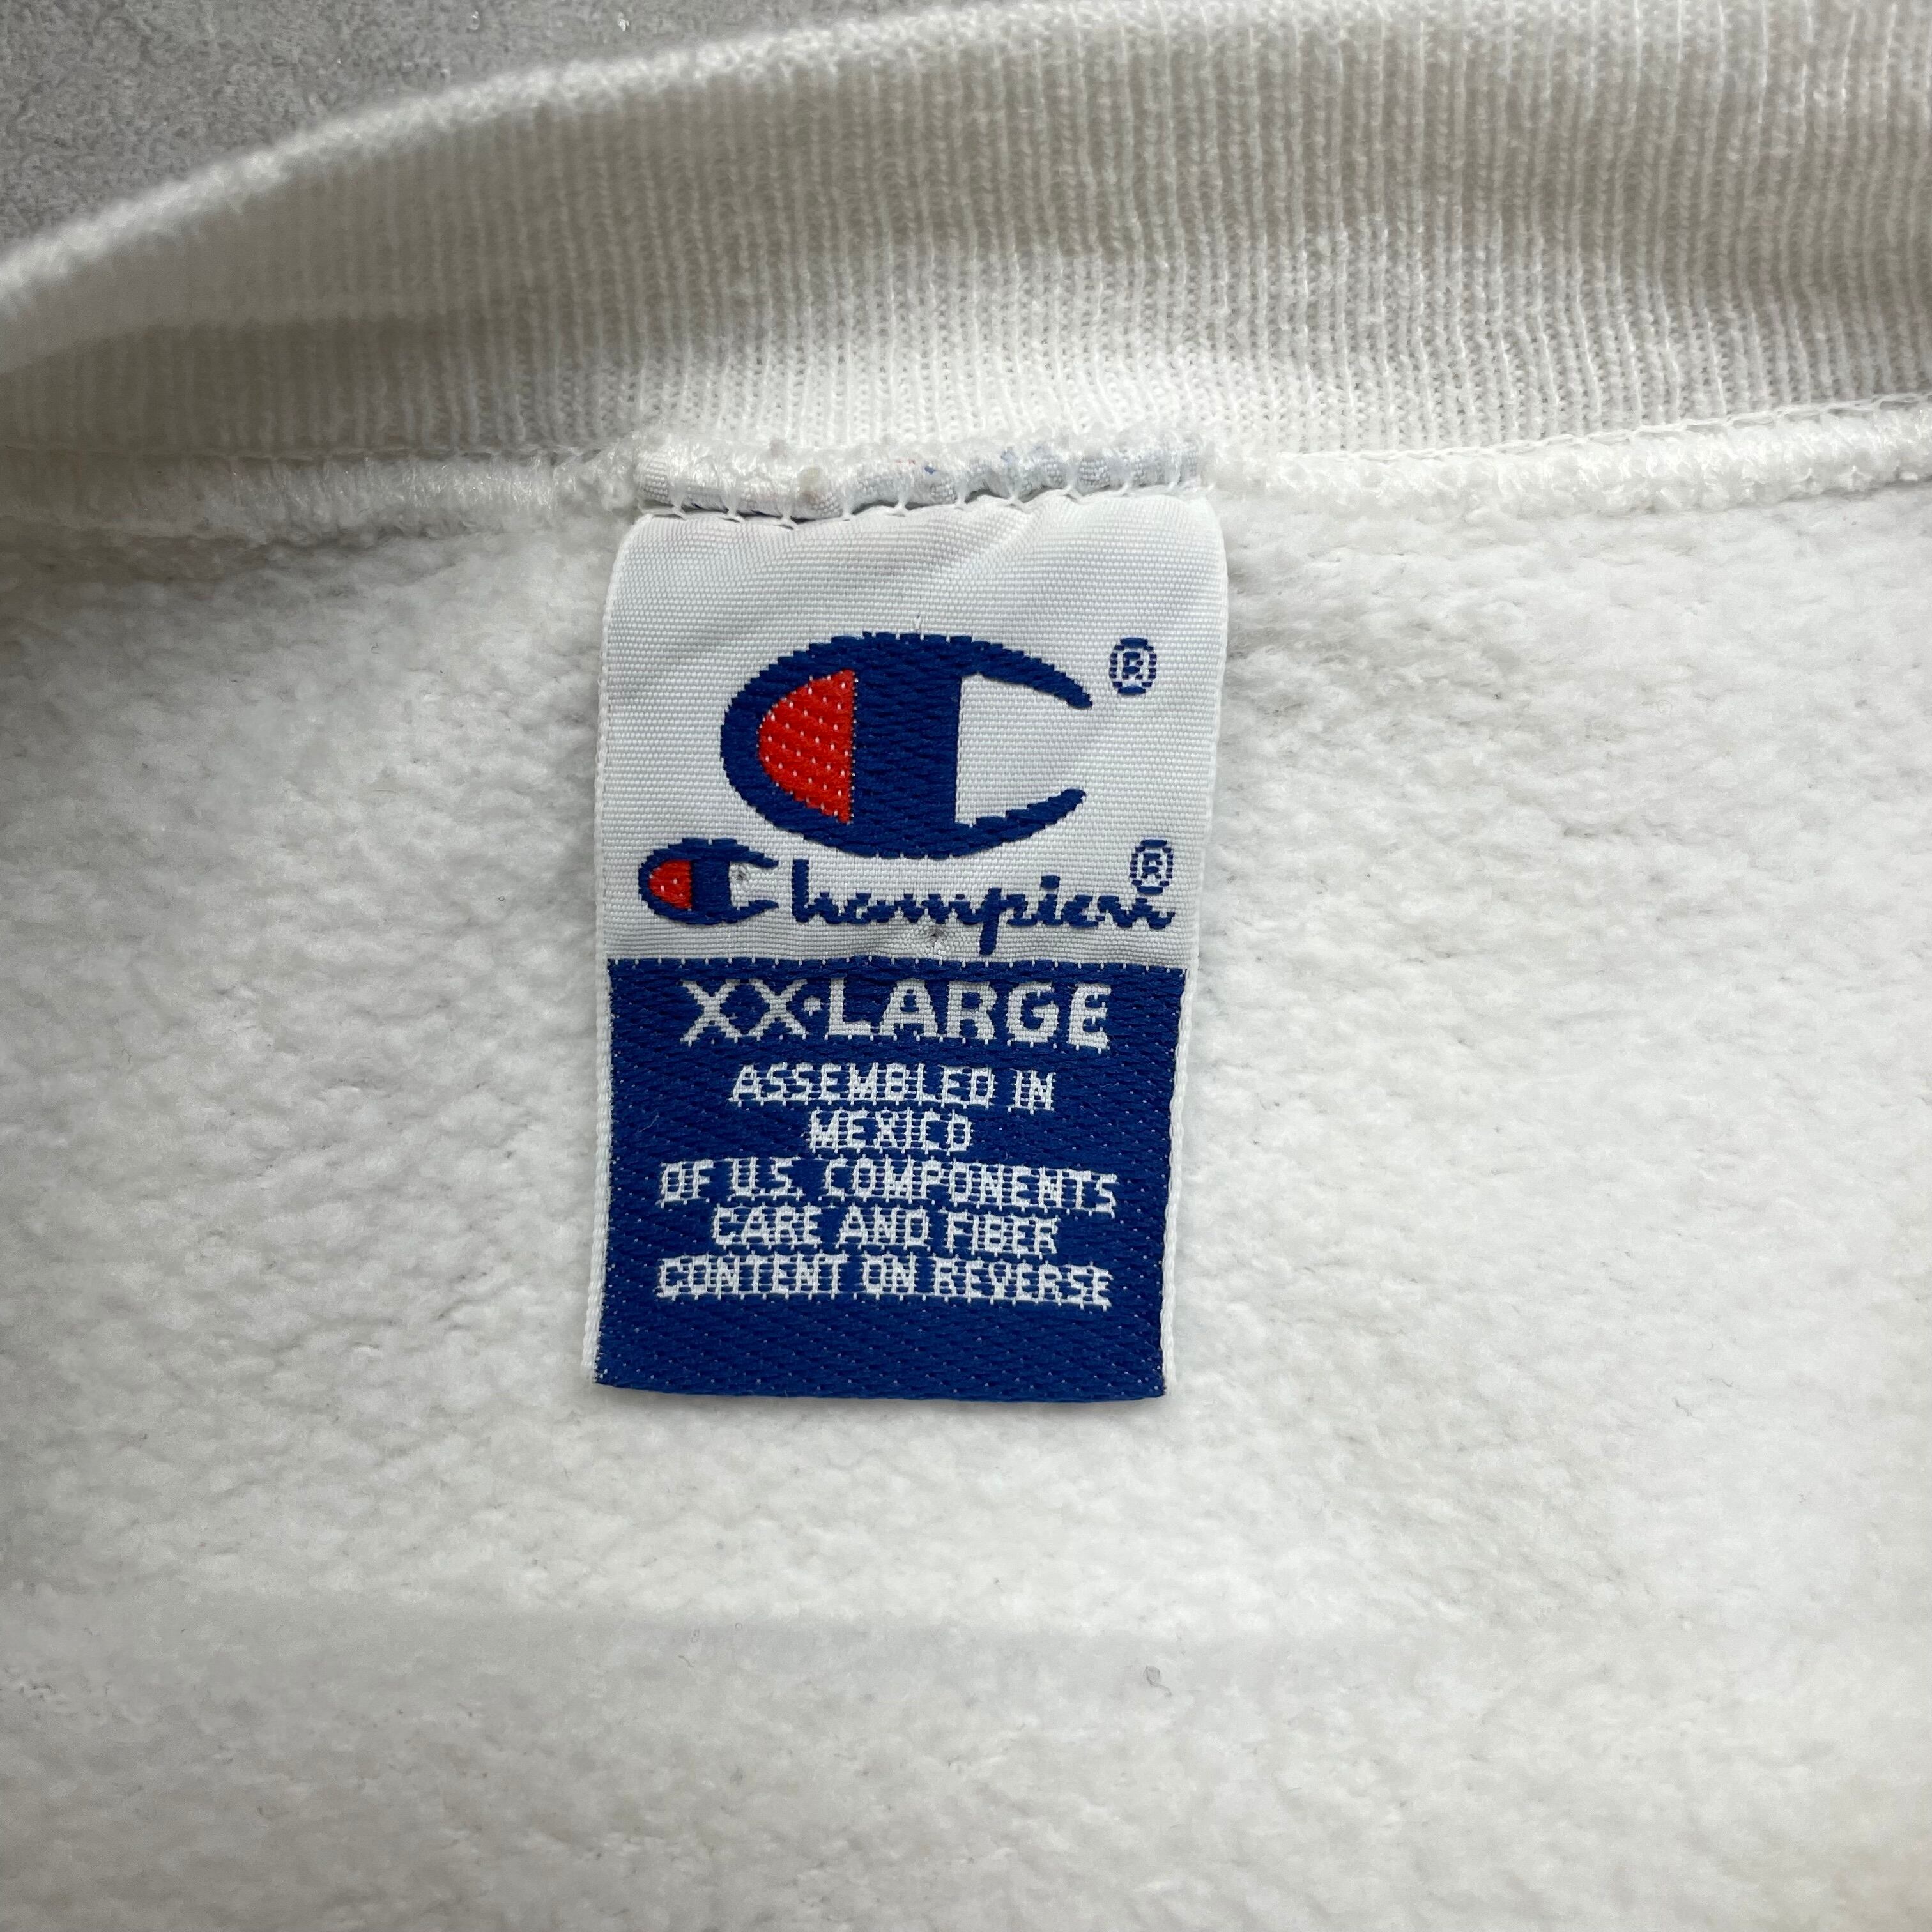 Champion®
XX-LARGE
ASSEMBLED IN
MEXICO
OF U.S. COMPONENTS
CARE AND FIBER
CONTENT ON REVERSE